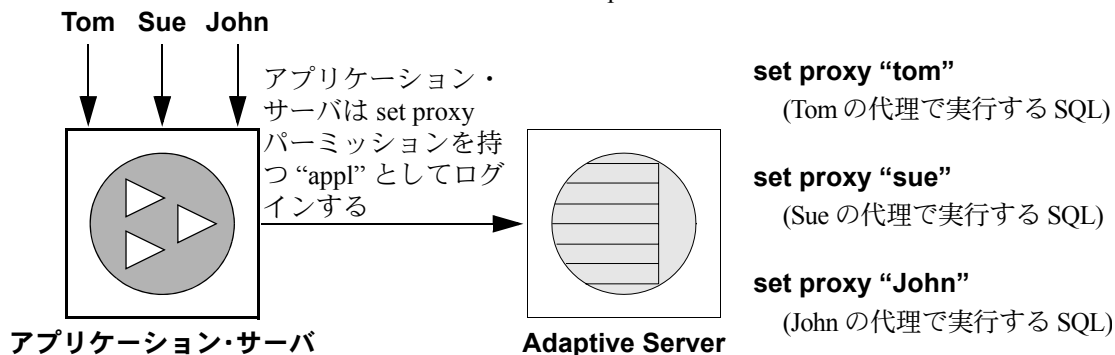 Tom Sue John
アプリケーション・
サーバは set proxy
パーミッションを持
つ “appl” としてログ
インする
アプリケーション・サーバ
Adaptive Server
set proxy “tom”
(Tom の代理で実行する SQL)
set proxy “sue”
(Sue の代理で実行する SQL)
set proxy “John”
(John の代理で実行する SQL)